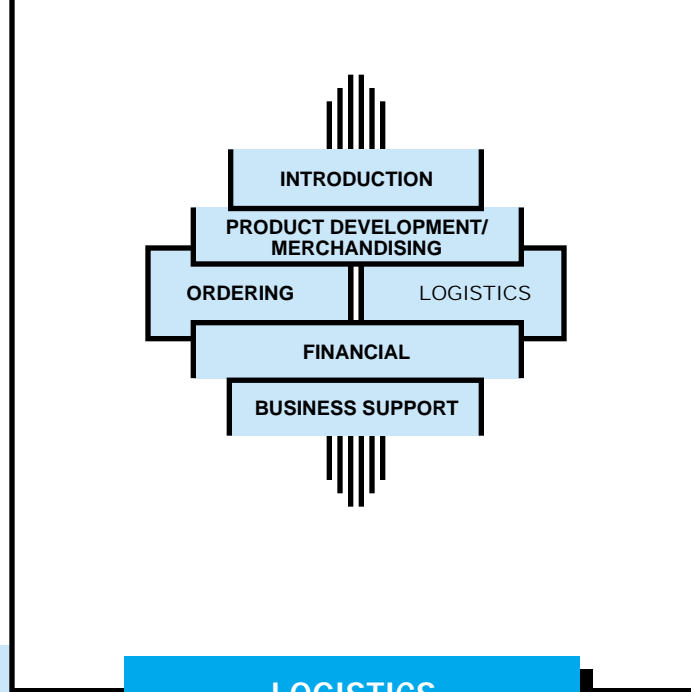 INTRODUCTION
PRODUCT DEVELOPMENT/
MERCHANDISING
ORDERING
LOGISTICS
FINANCIAL
BUSINESS SUPPORT
LOGISTICS